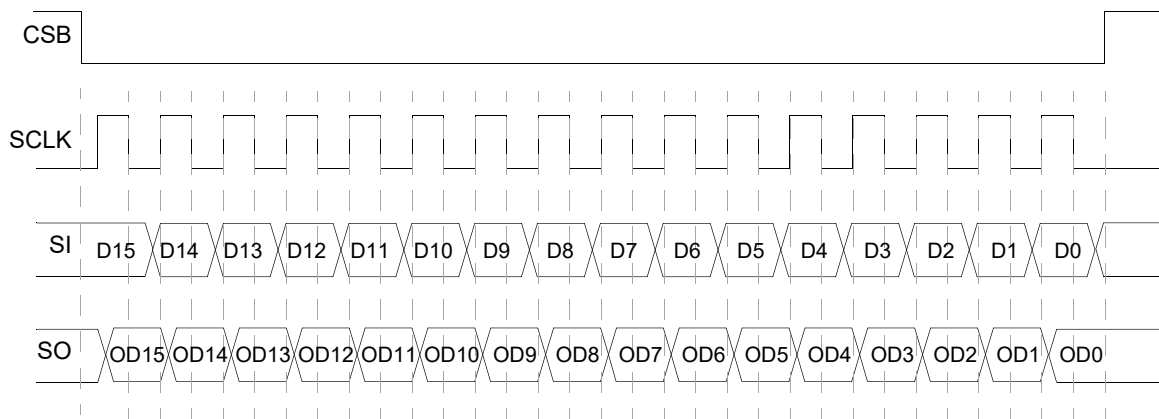 CSB
SCLK
SI D15 D14 D13 D12 D11 D10 D9 D8 D7 D6 D5 D4 D3 D2 D1 D0
SO OD15 OD14 OD13 OD12 OD11 OD10 OD9 OD8 OD7 OD6 OD5 OD4 OD3 OD2 OD1 OD0